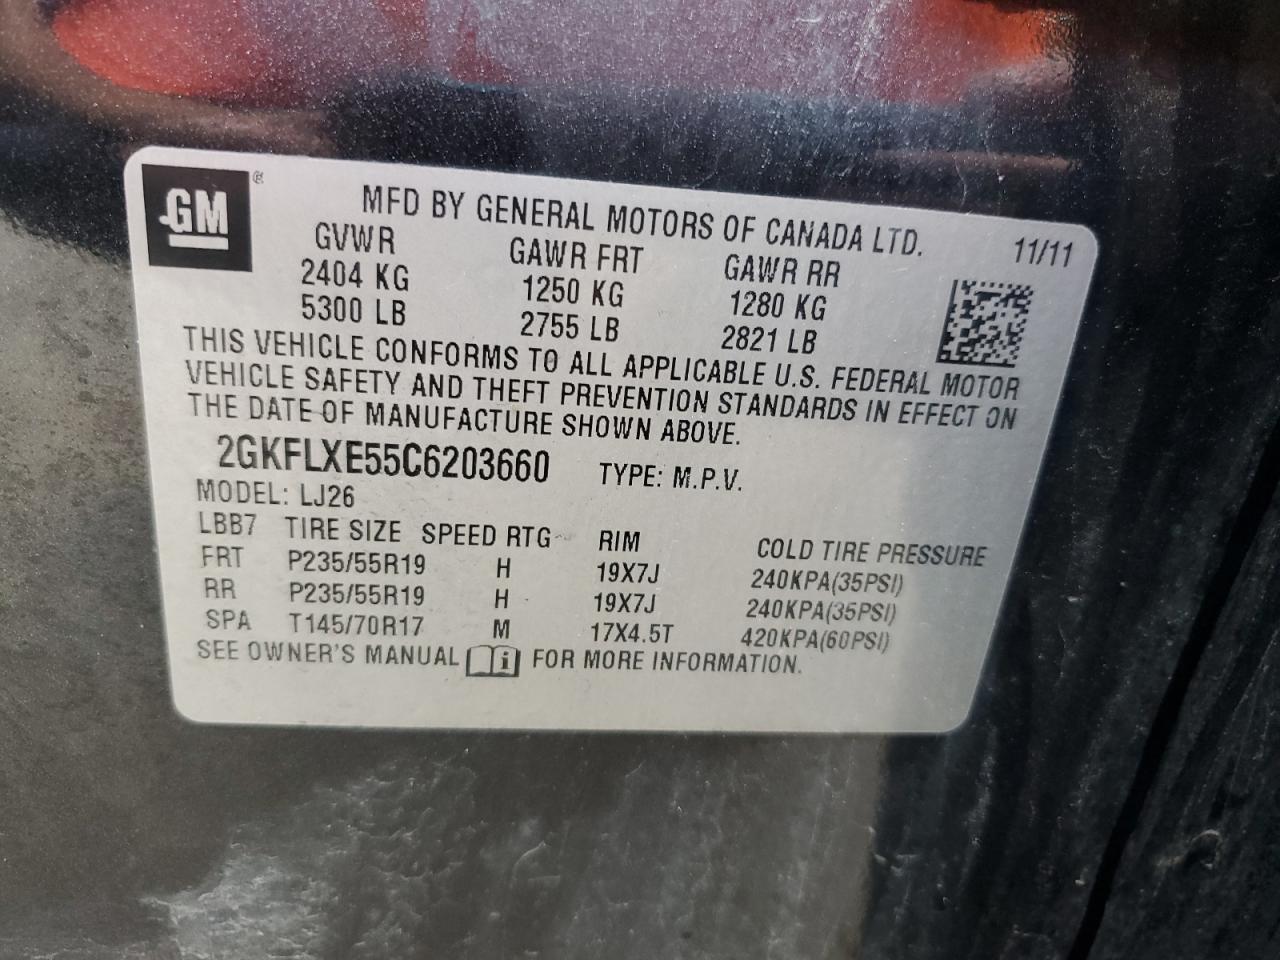 GM®
MFD BY GENERAL MOTORS OF CANADA LTD. 11/11
GVWR GAWR FRT GAWR RR
2404 KG 1250 KG 1280 KG
5300 LB 2755 LB 2821 LB
THIS VEHICLE CONFORMS TO ALL APPLICABLE U.S. FEDERAL MOTOR
VEHICLE SAFETY AND THEFT PREVENTION STANDARDS IN EFFECT ON
THE DATE OF MANUFACTURE SHOWN ABOVE.
2GKFLXE55C6203660 TYPE: M.P.V.
MODEL: LJ26
LBB7 TIRE SIZE SPEED RTG RIM COLD TIRE PRESSURE
FRT P235/55R19 H 19X7J 240KPA(35PSI)
RR P235/55R19 H 19X7J 240KPA(35PSI)
SPA T145/70R17 M 17X4.5T 420KPA(60PSI)
SEE OWNER'S MANUAL i FOR MORE INFORMATION.